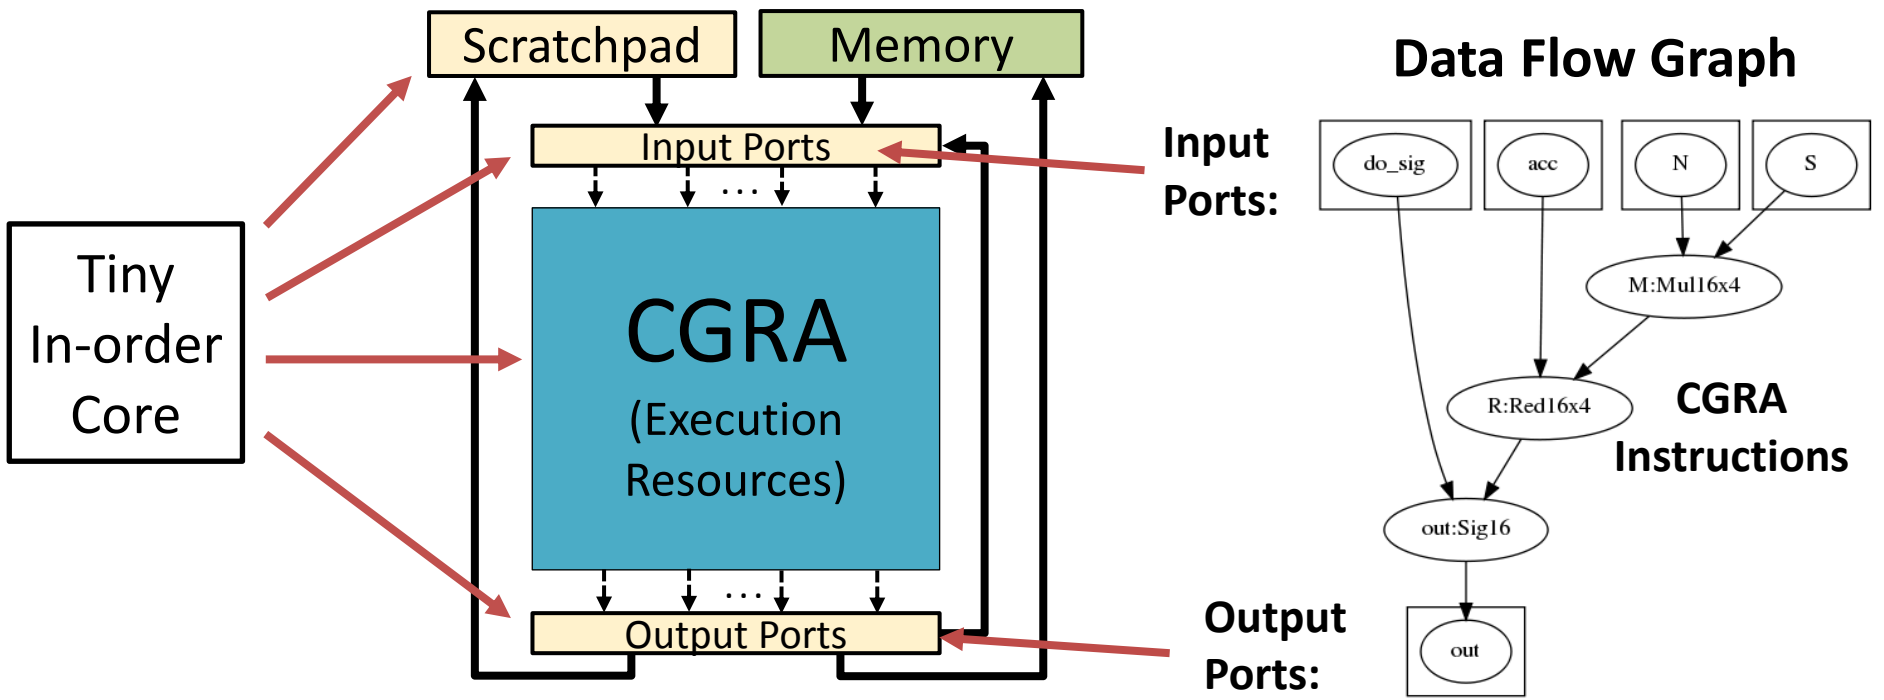 Scratchpad
Memory
Data Flow Graph
Input Ports
. . .
Input
Ports:
do_sig
acc
N
S
Tiny
In-order
Core
CGRA
(Execution
Resources)
M:Mul16x4
R:Red16x4
CGRA
Instructions
out:Sig16
. . .
Output Ports
Output
Ports:
out